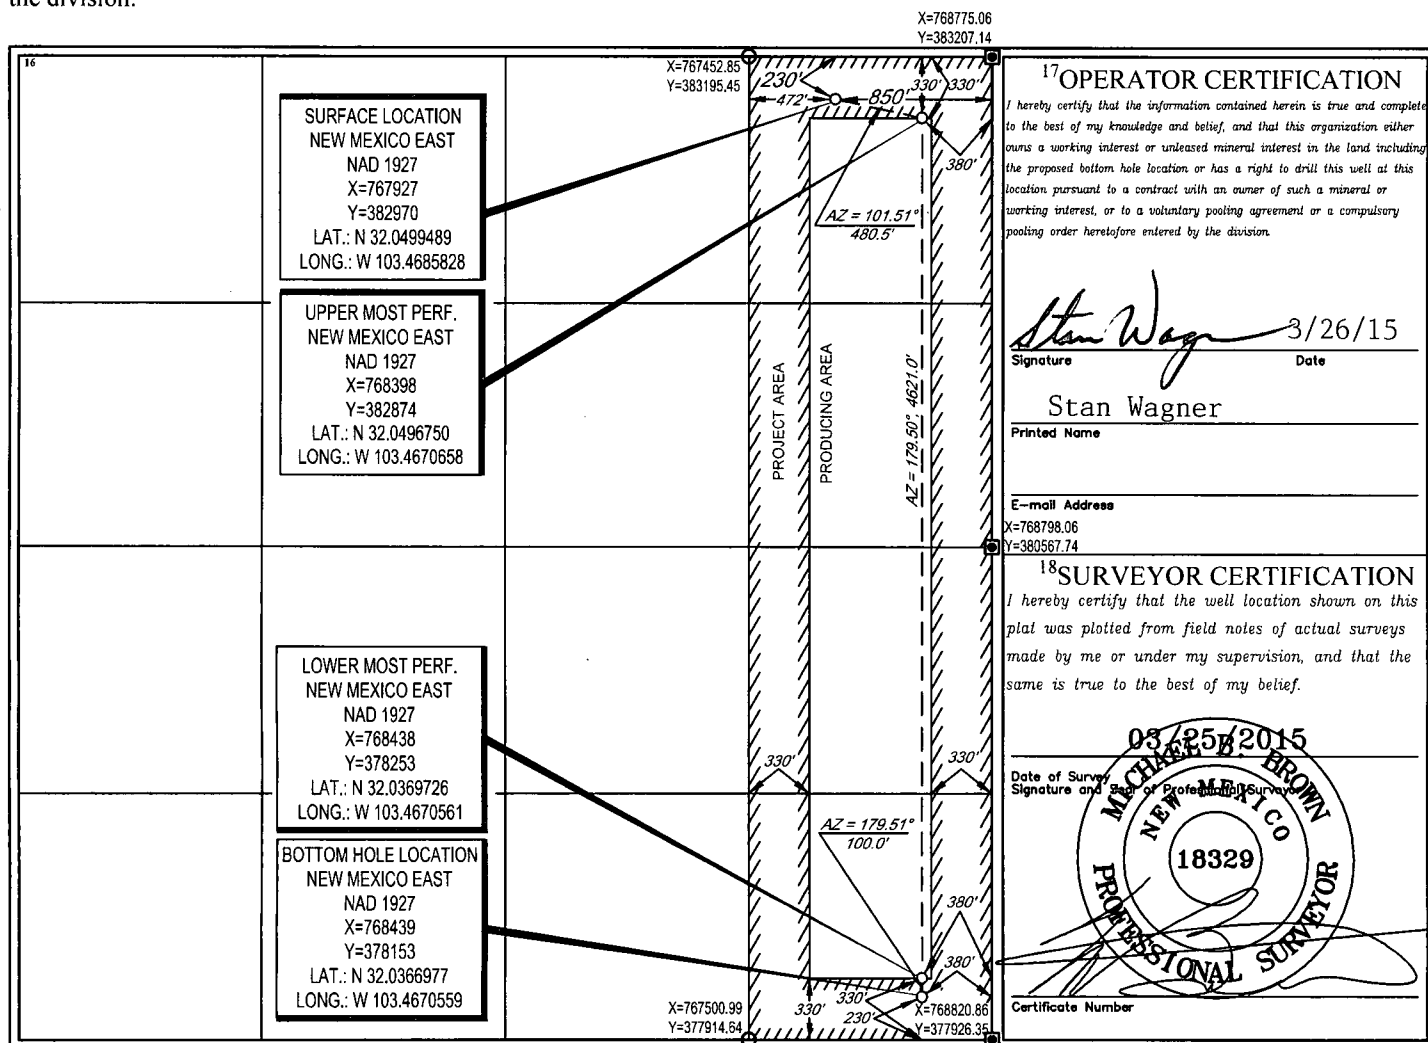 the division.
X=768775.06
Y=383207.14
16
X=767452.85
Y=383195.45
230'
472'
850'
330'
330'
380'
SURFACE LOCATION
NEW MEXICO EAST
NAD 1927
X=767927
Y=382970
LAT.: N 32.0499489
LONG.: W 103.4685828
AZ = 101.51°
480.5'
UPPER MOST PERF.
NEW MEXICO EAST
NAD 1927
X=768398
Y=382874
LAT.: N 32.0496750
LONG.: W 103.4670658
PROJECT AREA
PRODUCING AREA
AZ = 179.50° 4621.0'
LOWER MOST PERF.
NEW MEXICO EAST
NAD 1927
X=768438
Y=378253
LAT.: N 32.0369726
LONG.: W 103.4670561
330'
330'
AZ = 179.51°
100.0'
BOTTOM HOLE LOCATION
NEW MEXICO EAST
NAD 1927
X=768439
Y=378153
LAT.: N 32.0366977
LONG.: W 103.4670559
380'
380'
X=767500.99
Y=377914.64
330'
330'
230'
X=768820.86
Y=377926.35
17 OPERATOR CERTIFICATION
I hereby certify that the information contained herein is true and complete
to the best of my knowledge and belief, and that this organization either
owns a working interest or unleased mineral interest in the land including
the proposed bottom hole location or has a right to drill this well at this
location pursuant to a contract with an owner of such a mineral or
working interest, or to a voluntary pooling agreement or a compulsory
pooling order heretofore entered by the division.
Stan Wagner 3/26/15
Signature Date
Stan Wagner
Printed Name
E-mail Address
X=768798.06
Y=380567.74
18 SURVEYOR CERTIFICATION
I hereby certify that the well location shown on this
plat was plotted from field notes of actual surveys
made by me or under my supervision, and that the
same is true to the best of my belief.
03/25/2015
Date of Survey
Signature and Seal of Professional Surveyor
MICHAEL B. BROWN
NEW MEXICO
18329
PROFESSIONAL SURVEYOR
Certificate Number